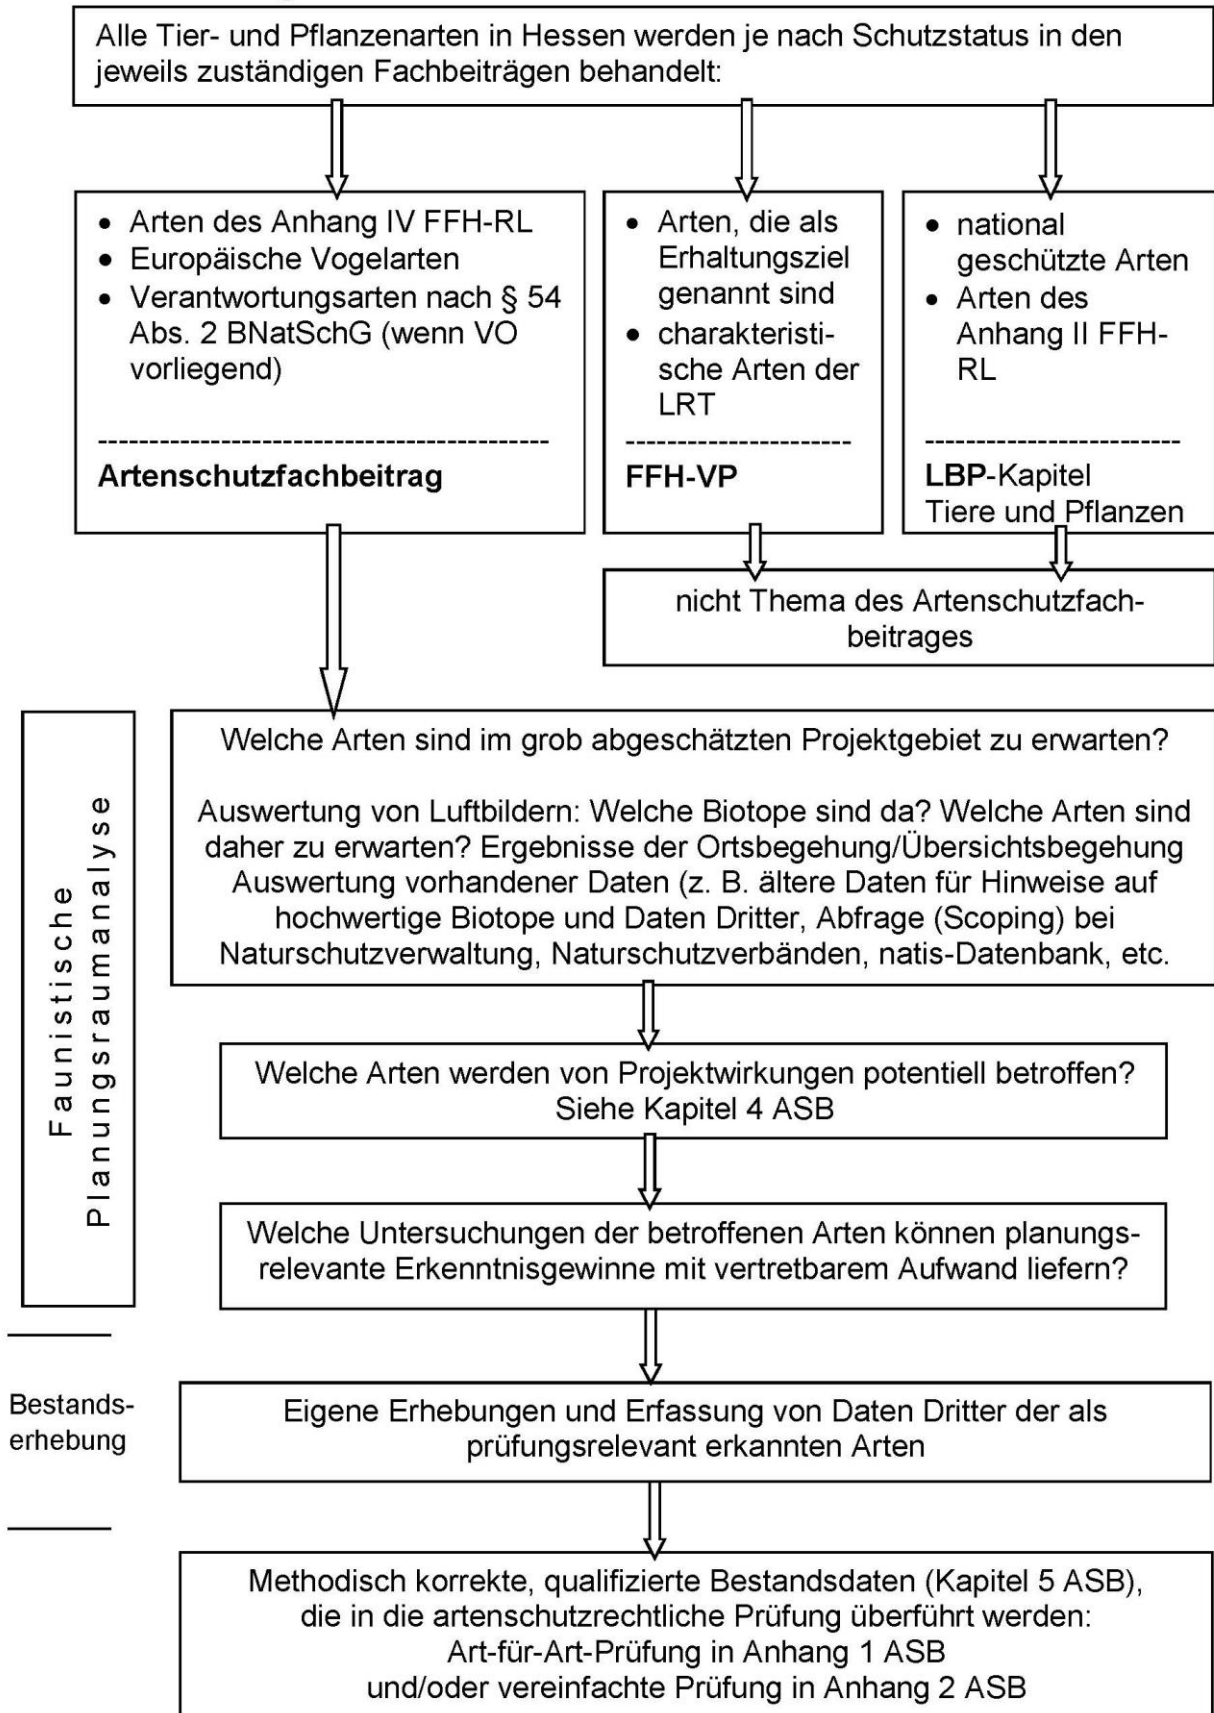 Alle Tier- und Pflanzenarten in Hessen werden je nach Schutzstatus in den
jeweils zuständigen Fachbeiträgen behandelt:
• Arten des Anhang IV FFH-RL
• Europäische Vogelarten
• Verantwortungsarten nach § 54
Abs. 2 BNatSchG (wenn VO
vorliegend)
----------------------------------------------
Artenschutzfachbeitrag
• Arten, die als
Erhaltungsziel
genannt sind
• charakteristi-
sche Arten der
LRT
----------------------
FFH-VP
• national
geschützte Arten
• Arten des
Anhang II FFH-
RL
-------------------------
LBP-Kapitel
Tiere und Pflanzen
nicht Thema des Artenschutzfach-
beitrages
Faunistische
Planungsraumanalyse
Welche Arten sind im grob abgeschätzten Projektgebiet zu erwarten?
Auswertung von Luftbildern: Welche Biotope sind da? Welche Arten sind
daher zu erwarten? Ergebnisse der Ortsbegehung/Übersichtsbegehung
Auswertung vorhandener Daten (z. B. ältere Daten für Hinweise auf
hochwertige Biotope und Daten Dritter, Abfrage (Scoping) bei
Naturschutzverwaltung, Naturschutzverbänden, natis-Datenbank, etc.
Welche Arten werden von Projektwirkungen potentiell betroffen?
Siehe Kapitel 4 ASB
Welche Untersuchungen der betroffenen Arten können planungs-
relevante Erkenntnisgewinne mit vertretbarem Aufwand liefern?
Bestands-
erhebung
Eigene Erhebungen und Erfassung von Daten Dritter der als
prüfungsrelevant erkannten Arten
Methodisch korrekte, qualifizierte Bestandsdaten (Kapitel 5 ASB),
die in die artenschutzrechtliche Prüfung überführt werden:
Art-für-Art-Prüfung in Anhang 1 ASB
und/oder vereinfachte Prüfung in Anhang 2 ASB